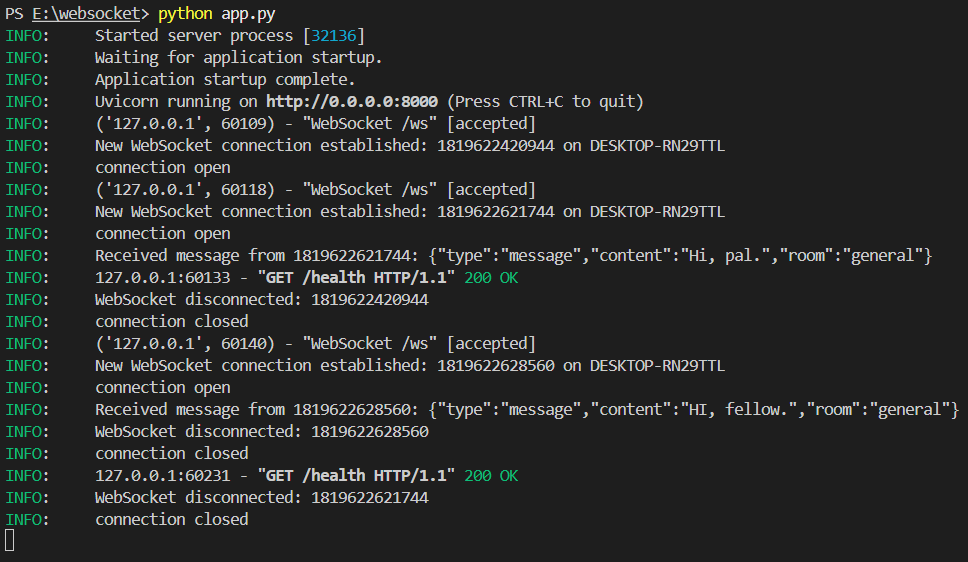 PS E:\websocket> python app.py
INFO:     Started server process [32136]
INFO:     Waiting for application startup.
INFO:     Application startup complete.
INFO:     Uvicorn running on http://0.0.0.0:8000 (Press CTRL+C to quit)
INFO:     ('127.0.0.1', 60109) - "WebSocket /ws" [accepted]
INFO:     New WebSocket connection established: 1819622420944 on DESKTOP-RN29TTL
INFO:     connection open
INFO:     ('127.0.0.1', 60118) - "WebSocket /ws" [accepted]
INFO:     New WebSocket connection established: 1819622621744 on DESKTOP-RN29TTL
INFO:     connection open
INFO:     Received message from 1819622621744: {"type":"message","content":"Hi, pal.","room":"general"}
INFO:     127.0.0.1:60133 - "GET /health HTTP/1.1" 200 OK
INFO:     WebSocket disconnected: 1819622420944
INFO:     connection closed
INFO:     ('127.0.0.1', 60140) - "WebSocket /ws" [accepted]
INFO:     New WebSocket connection established: 1819622628560 on DESKTOP-RN29TTL
INFO:     connection open
INFO:     Received message from 1819622628560: {"type":"message","content":"HI, fellow.","room":"general"}
INFO:     WebSocket disconnected: 1819622628560
INFO:     connection closed
INFO:     127.0.0.1:60231 - "GET /health HTTP/1.1" 200 OK
INFO:     WebSocket disconnected: 1819622621744
INFO:     connection closed